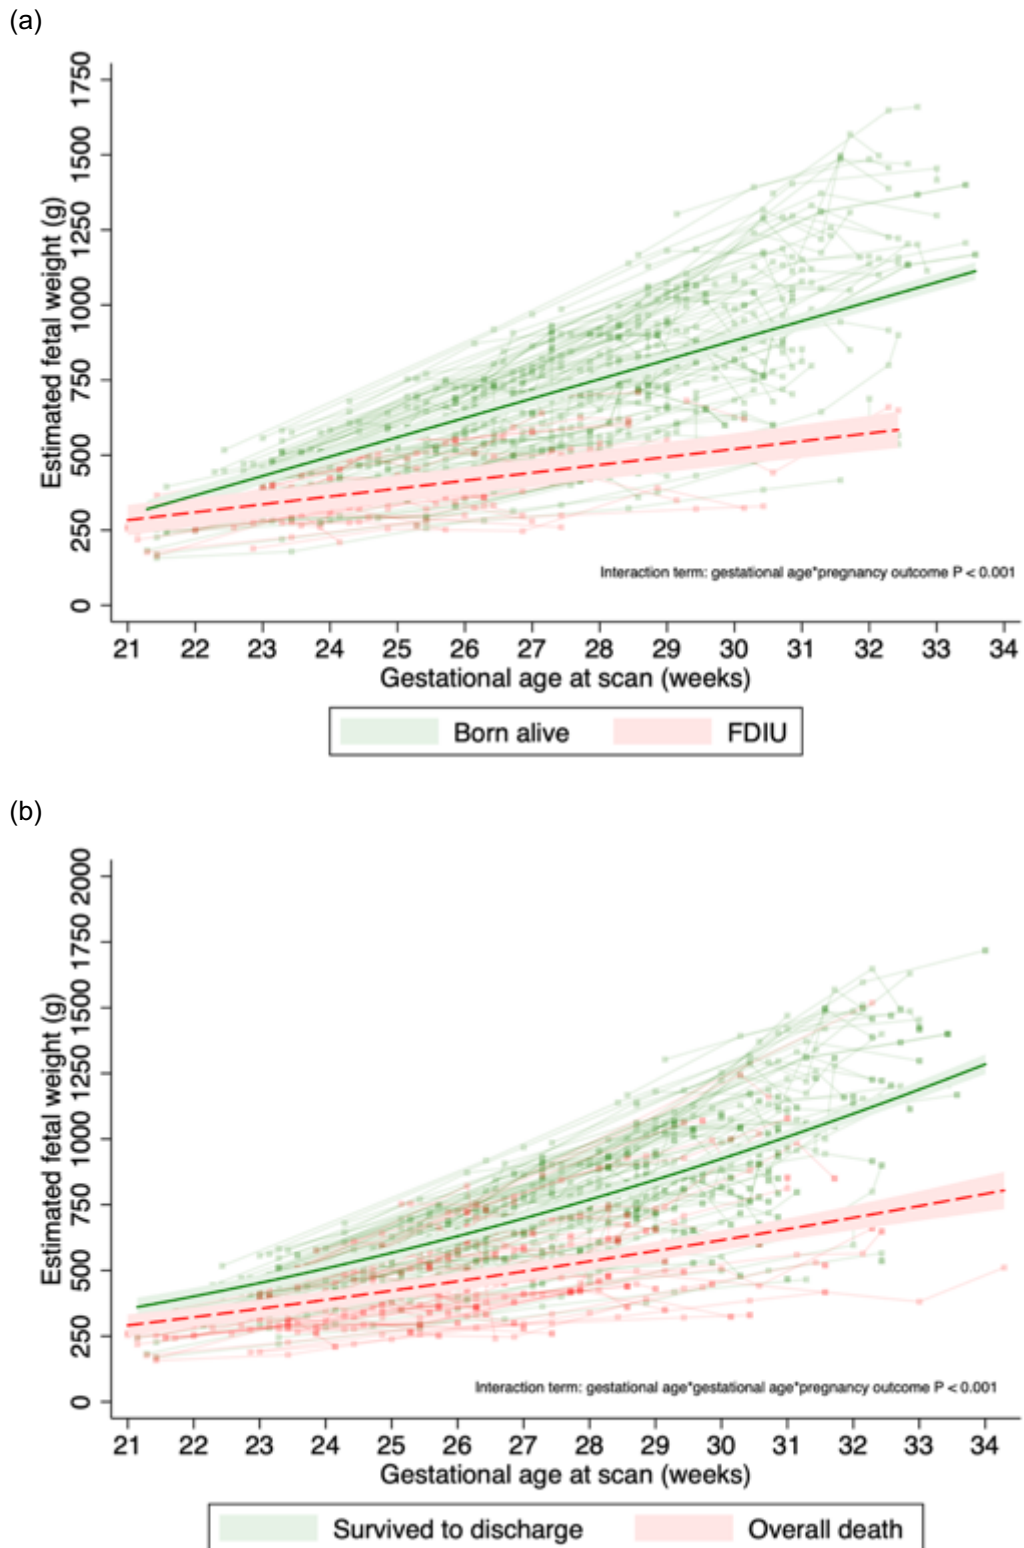 (a)
1750
1500
1250
1000
750
500
250
0
Estimated fetal weight (g)
Interaction term: gestational age*pregnancy outcome P < 0.001
21 22 23 24 25 26 27 28 29 30 31 32 33 34
Gestational age at scan (weeks)
Born alive FDIU
(b)
2000
1750
1500
1250
1000
750
500
250
0
Estimated fetal weight (g)
Interaction term: gestational age*gestational age*pregnancy outcome P < 0.001
21 22 23 24 25 26 27 28 29 30 31 32 33 34
Gestational age at scan (weeks)
Survived to discharge Overall death